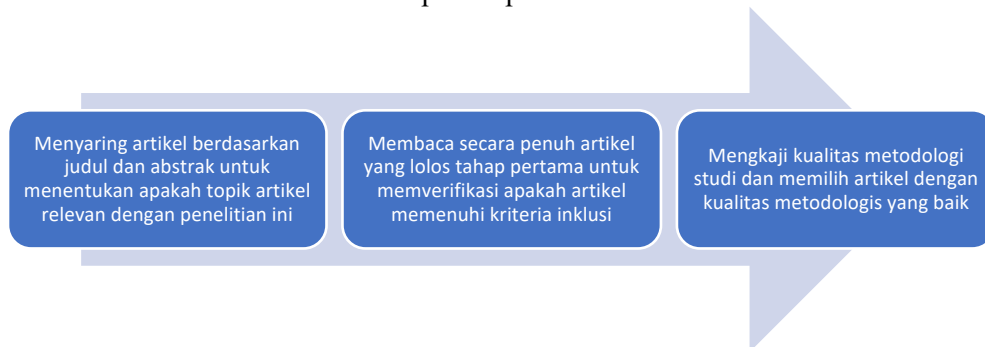 Menyaring artikel berdasarkan
judul dan abstrak untuk
menentukan apakah topik artikel
relevan dengan penelitian ini
Membaca secara penuh artikel
yang lolos tahap pertama untuk
memverifikasi apakah artikel
memenuhi kriteria inklusi
Mengkaji kualitas metodologi
studi dan memilih artikel dengan
kualitas metodologis yang baik